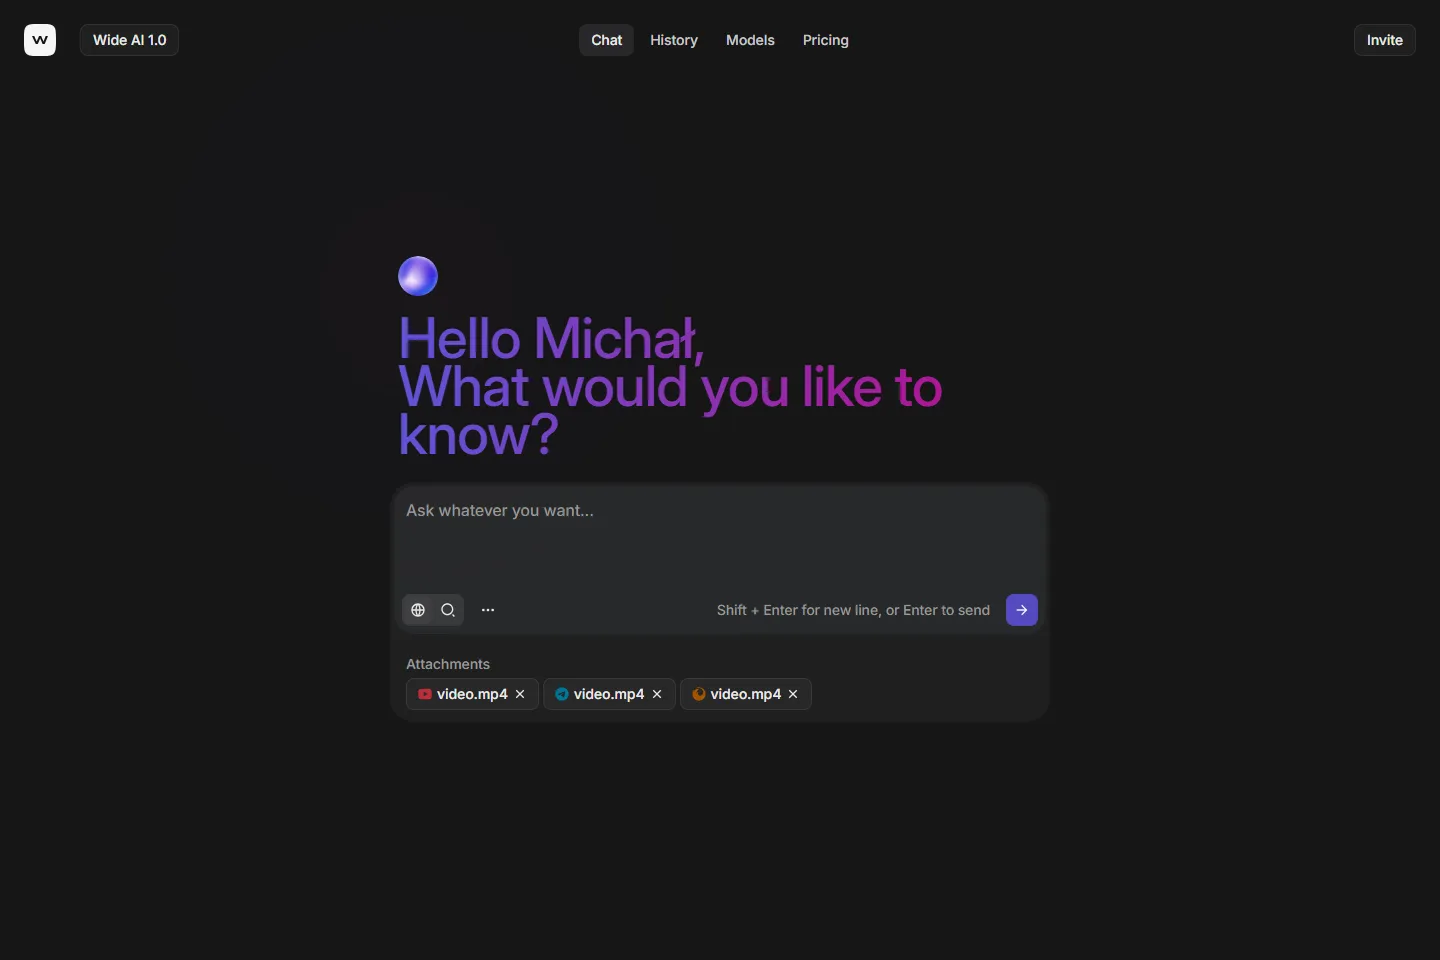 W
Wide AI 1.0
Chat
History
Models
Pricing
Invite
Hello Michał,
What would you like to
know?
Ask whatever you want...
Shift + Enter for new line, or Enter to send
Attachments
video.mp4
video.mp4
video.mp4